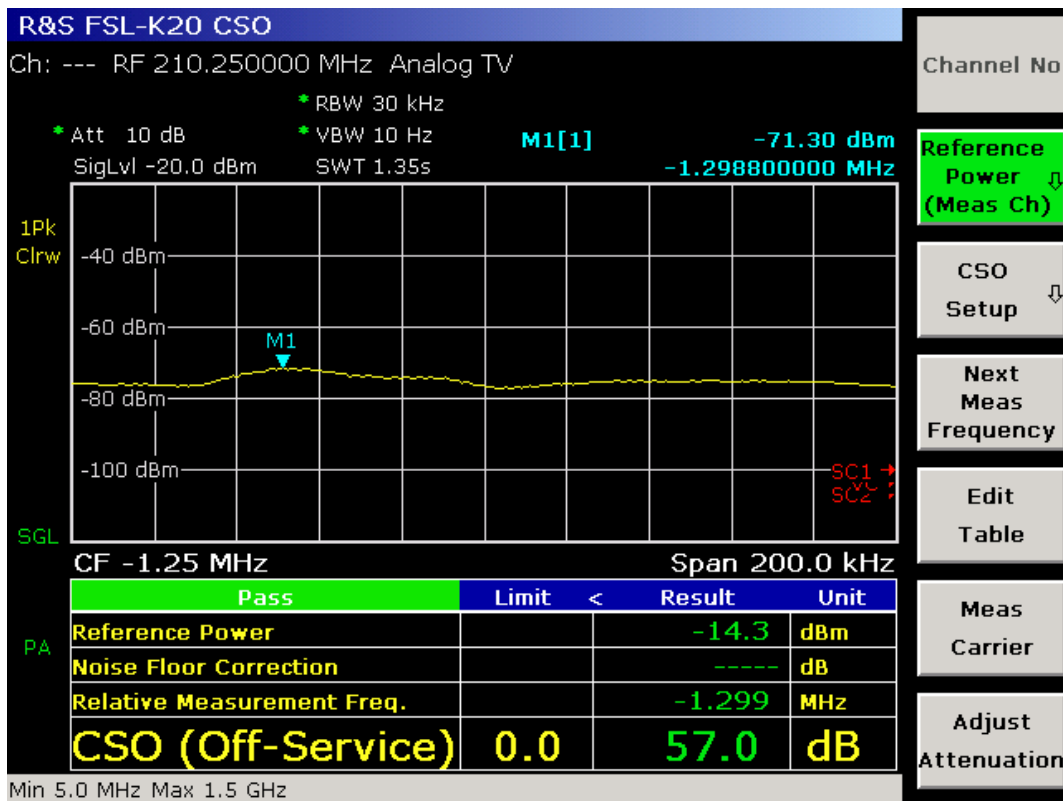 R&S FSL-K20 CSO
Ch: --- RF 210.250000 MHz Analog TV
* RBW 30 kHz
* Att 10 dB * VBW 10 Hz M1[1] -71.30 dBm
SigLvl -20.0 dBm SWT 1.35s -1.298800000 MHz
1Pk
Clrw
-40 dBm
-60 dBm
M1
-80 dBm
-100 dBm
SC1
SC2
SGL
CF -1.25 MHz Span 200.0 kHz
Pass Limit < Result Unit
Reference Power -14.3 dBm
PA
Noise Floor Correction ----- dB
Relative Measurement Freq. -1.299 MHz
CSO (Off-Service) 0.0 57.0 dB
Min 5.0 MHz Max 1.5 GHz
Channel No
Reference
Power
(Meas Ch)
CSO
Setup
Next
Meas
Frequency
Edit
Table
Meas
Carrier
Adjust
Attenuation